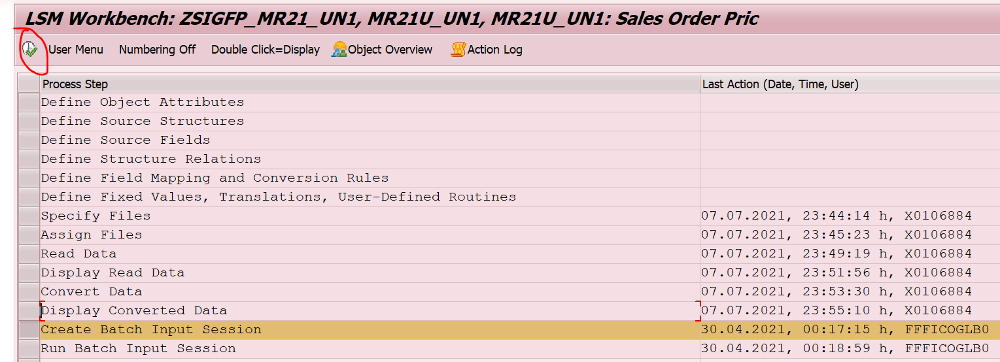 LSM Workbench: ZSIGFP_MR21_UN1, MR21U_UN1, MR21U_UN1: Sales Order Pric
User Menu Numbering Off Double Click=Display Object Overview Action Log
Process Step Last Action (Date, Time, User)
Define Object Attributes
Define Source Structures
Define Source Fields
Define Structure Relations
Define Field Mapping and Conversion Rules
Define Fixed Values, Translations, User-Defined Routines
Specify Files 07.07.2021, 23:44:14 h, X0106884
Assign Files 07.07.2021, 23:45:23 h, X0106884
Read Data 07.07.2021, 23:49:19 h, X0106884
Display Read Data 07.07.2021, 23:51:56 h, X0106884
Convert Data 07.07.2021, 23:53:30 h, X0106884
Display Converted Data 07.07.2021, 23:55:10 h, X0106884
Create Batch Input Session 30.04.2021, 00:17:15 h, FFFICOGLB0
Run Batch Input Session 30.04.2021, 00:18:59 h, FFFICOGLB0